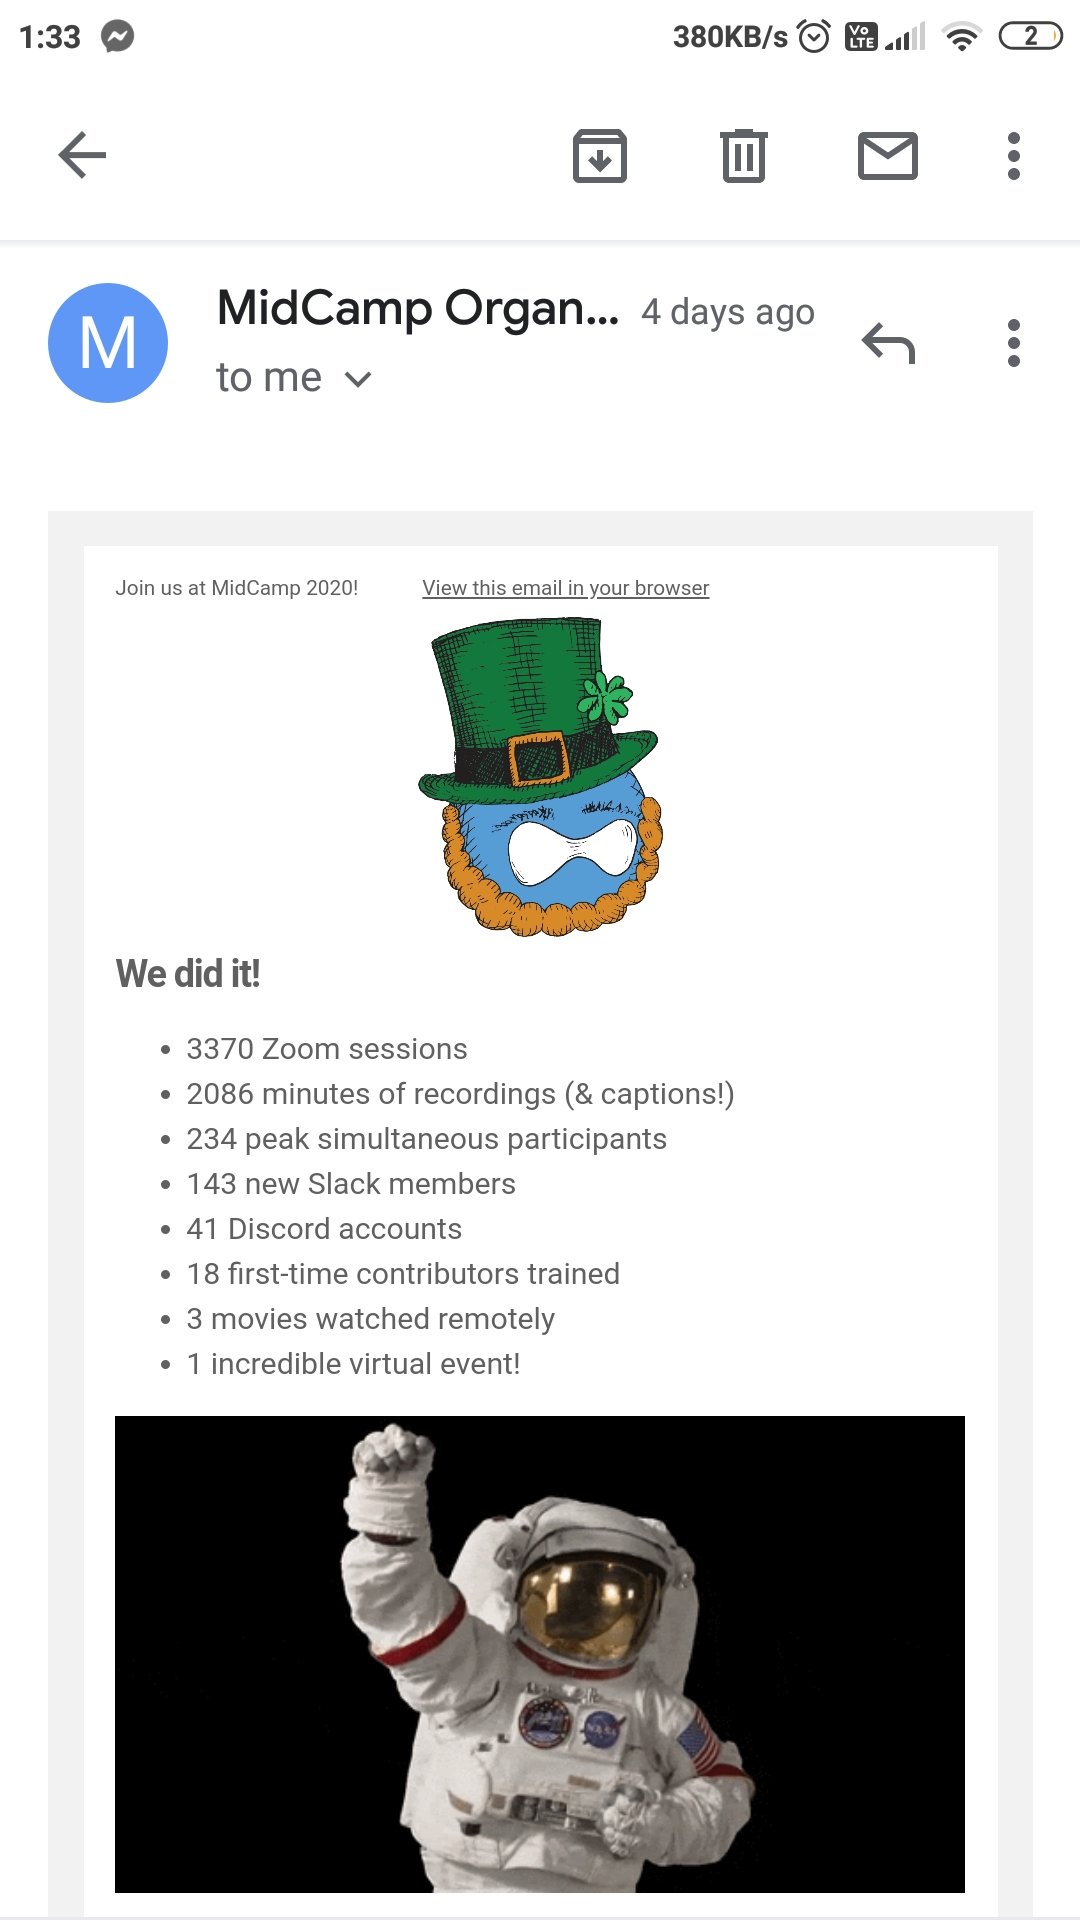 1:33 380KB/s Vo LTE 2
MidCamp Organ... 4 days ago
M
to me
Join us at MidCamp 2020! View this email in your browser
We did it!
• 3370 Zoom sessions
• 2086 minutes of recordings (& captions!)
• 234 peak simultaneous participants
• 143 new Slack members
• 41 Discord accounts
• 18 first-time contributors trained
• 3 movies watched remotely
• 1 incredible virtual event!
NASA